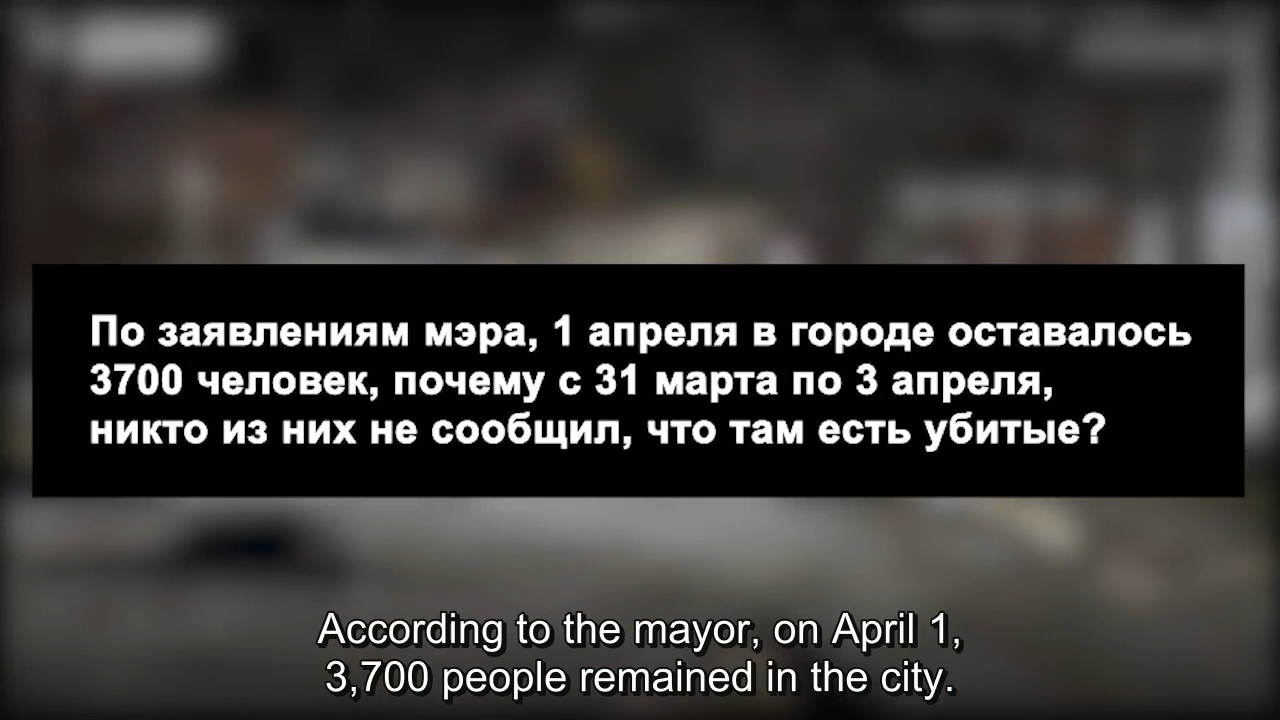 По заявлениям мэра, 1 апреля в городе оставалось
3700 человек, почему с 31 марта по 3 апреля,
никто из них не сообщил, что там есть убитые?
According to the mayor, on April 1,
3,700 people remained in the city.